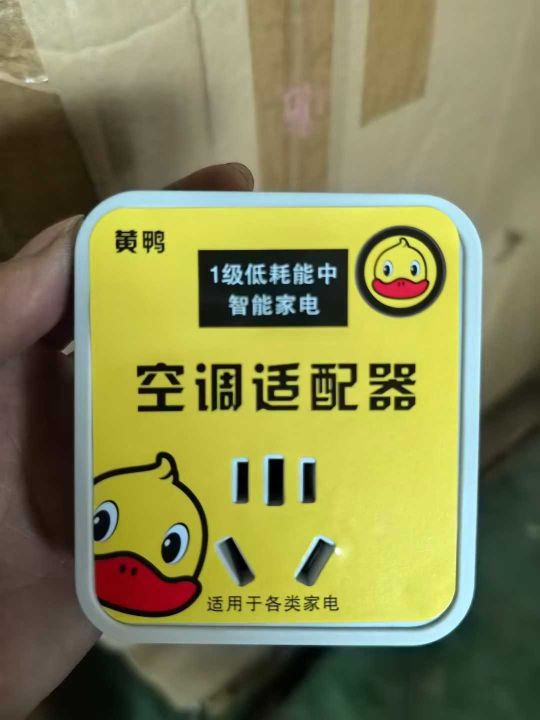 黄鸭
1级低耗能中
智能家电
空调适配器
适用于各类家电